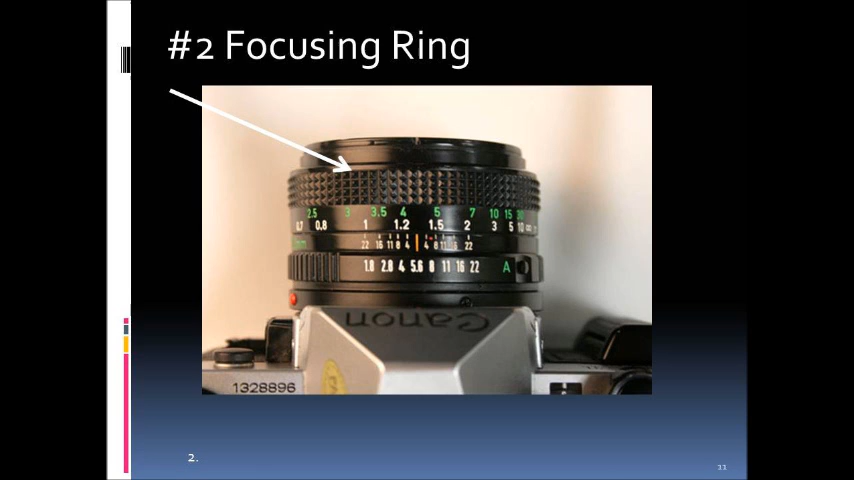 #2 Focusing Ring
2.5 3 3.5 4 5 7 10 15 30
0.7 0.8 1 1.2 1.5 2 3 5 10 ∞
22 16 11 8 4 4 8 11 16 22
1.8 2.8 4 5.6 8 11 16 22 A
Canon
1328896
2.
11